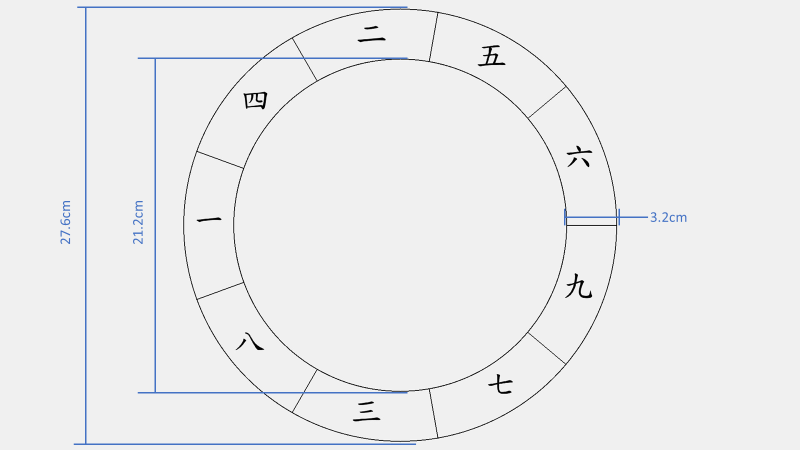 二
五
四
六
一
九
八
七
三
27.6cm
21.2cm
3.2cm